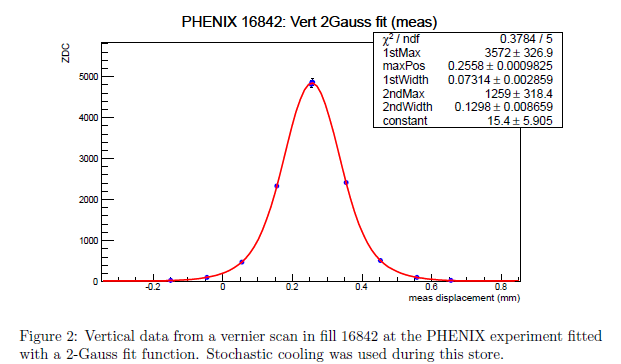 PHENIX 16842: Vert 2Gauss fit (meas)
χ² / ndf 0.3784 / 5
1stMax 3572 ± 326.9
maxPos 0.2558 ± 0.0009825
1stWidth 0.07314 ± 0.002859
2ndMax 1259 ± 318.4
2ndWidth 0.1298 ± 0.008659
constant 15.4 ± 5.905
ZDC
5000
4000
3000
2000
1000
0
-0.2 0 0.2 0.4 0.6 0.8
meas displacement (mm)
Figure 2: Vertical data from a vernier scan in fill 16842 at the PHENIX experiment fitted
with a 2-Gauss fit function. Stochastic cooling was used during this store.